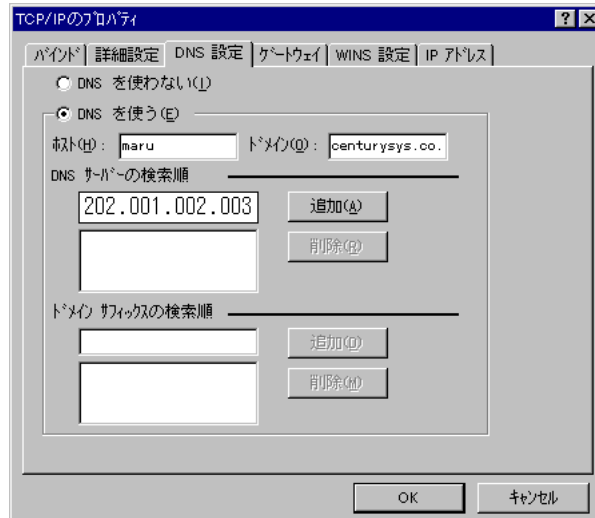 TCP/IPのﾌﾟﾛﾊﾟﾃｨ
ﾊﾞｲﾝﾄﾞ 詳細設定 DNS 設定 ｹﾞｰﾄｳｪｲ WINS 設定 IP ｱﾄﾞﾚｽ
DNS を使わない(I)
DNS を使う(E)
ﾎｽﾄ(H): maru ﾄﾞﾒｲﾝ(O): centurysys.co.
DNS ｻｰﾊﾞｰの検索順
202.001.002.003 追加(A)
削除(R)
ﾄﾞﾒｲﾝ ｻﾌｨｯｸｽの検索順
追加(D)
削除(M)
OK ｷｬﾝｾﾙ